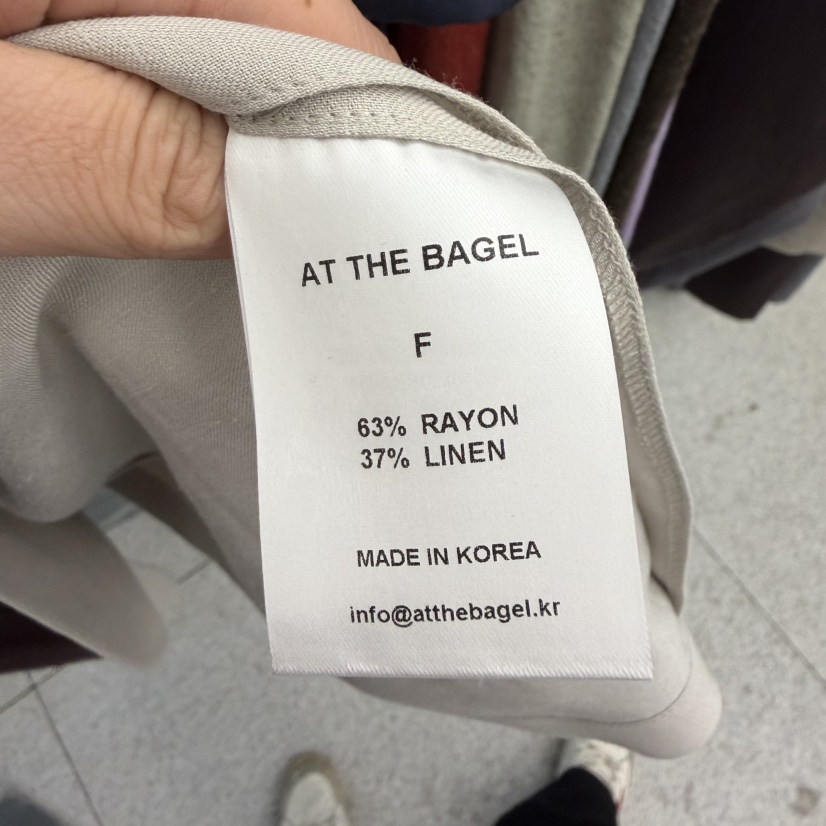 AT THE BAGEL
F
63% RAYON
37% LINEN
MADE IN KOREA
info@atthebagel.kr